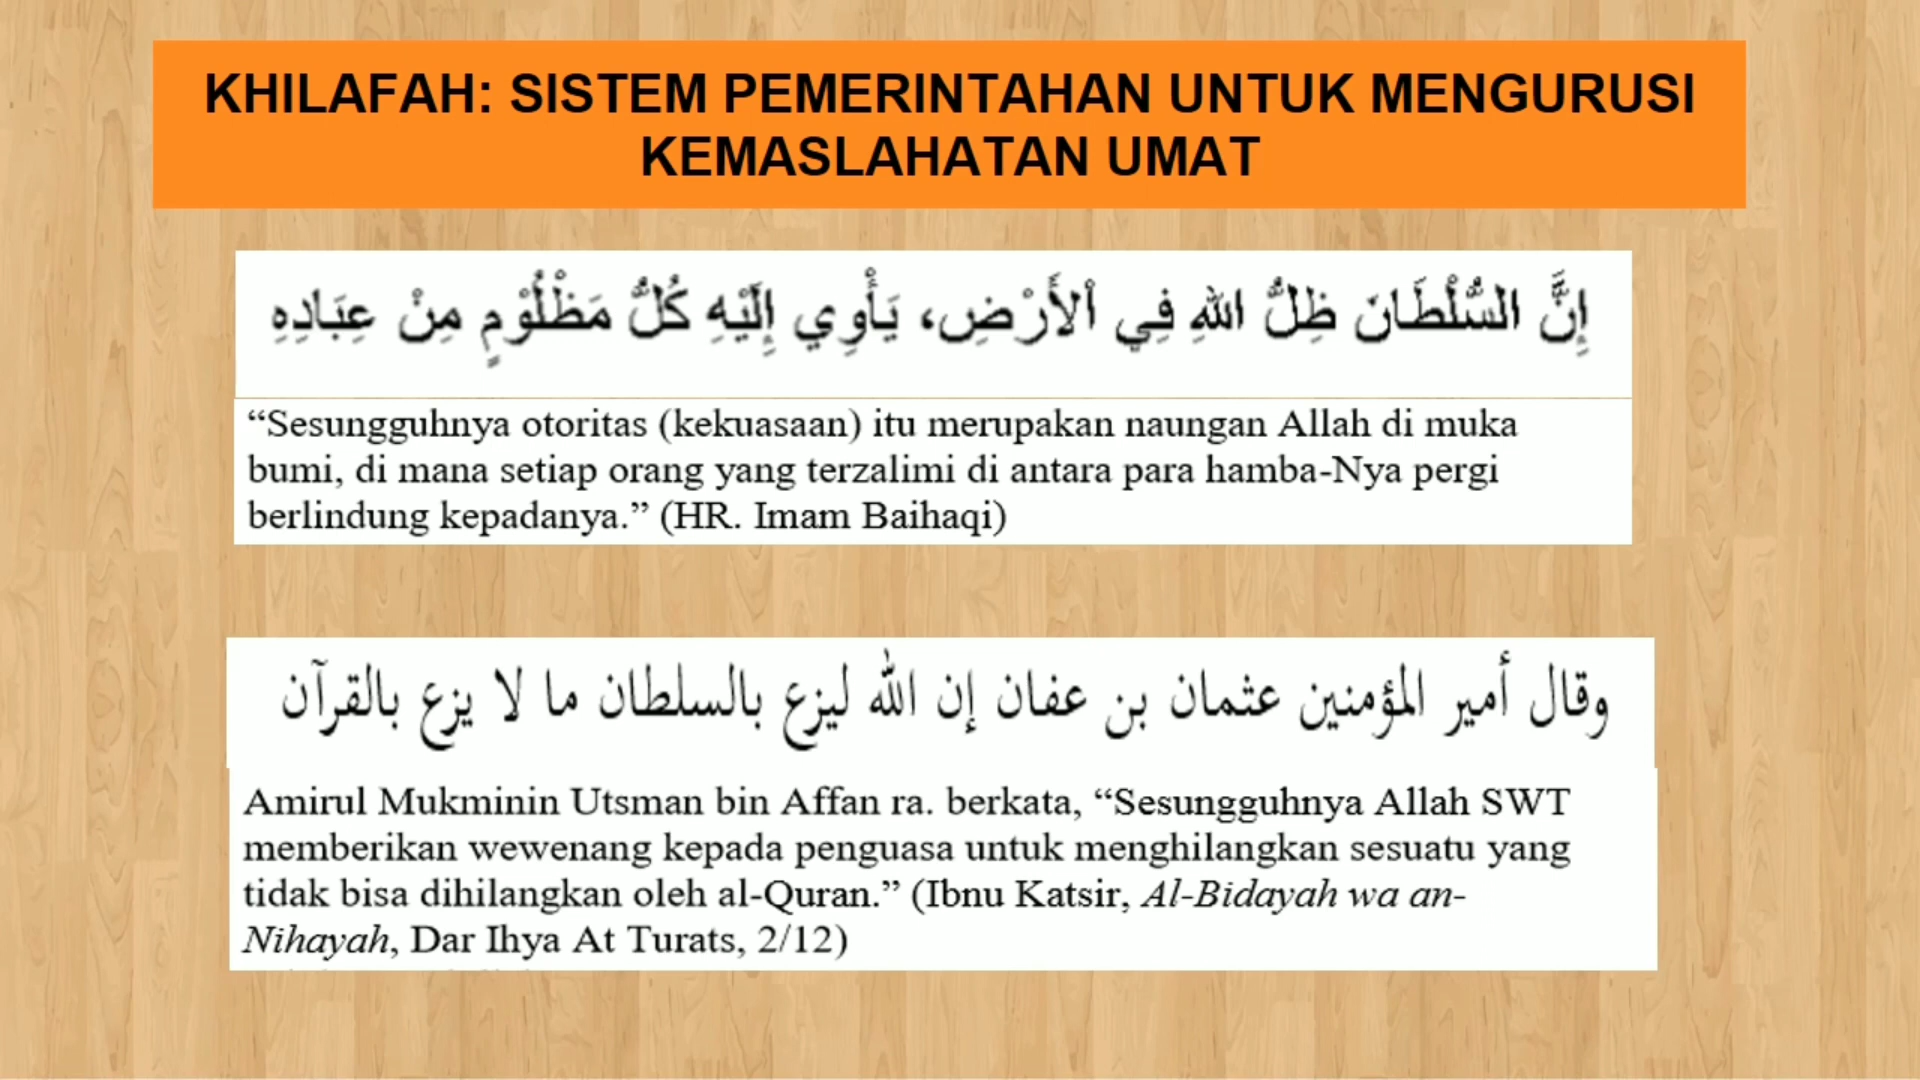 KHILAFAH: SISTEM PEMERINTAHAN UNTUK MENGURUSI
KEMASLAHATAN UMAT
إِنَّ السُّلْطَانَ ظِلُّ اللهِ فِي اْلأَرْضِ، يَأْوِي إِلَيْهِ كُلُّ مَظْلُوْمٍ مِنْ عِبَادِهِ
“Sesungguhnya otoritas (kekuasaan) itu merupakan naungan Allah di muka
bumi, di mana setiap orang yang terzalimi di antara para hamba-Nya pergi
berlindung kepadanya.” (HR. Imam Baihaqi)
وقال أمير المؤمنين عثمان بن عفان إن الله ليزع بالسلطان ما لا يزع بالقرآن
Amirul Mukminin Utsman bin Affan ra. berkata, “Sesungguhnya Allah SWT
memberikan wewenang kepada penguasa untuk menghilangkan sesuatu yang
tidak bisa dihilangkan oleh al-Quran.” (Ibnu Katsir, Al-Bidayah wa an-
Nihayah, Dar Ihya At Turats, 2/12)